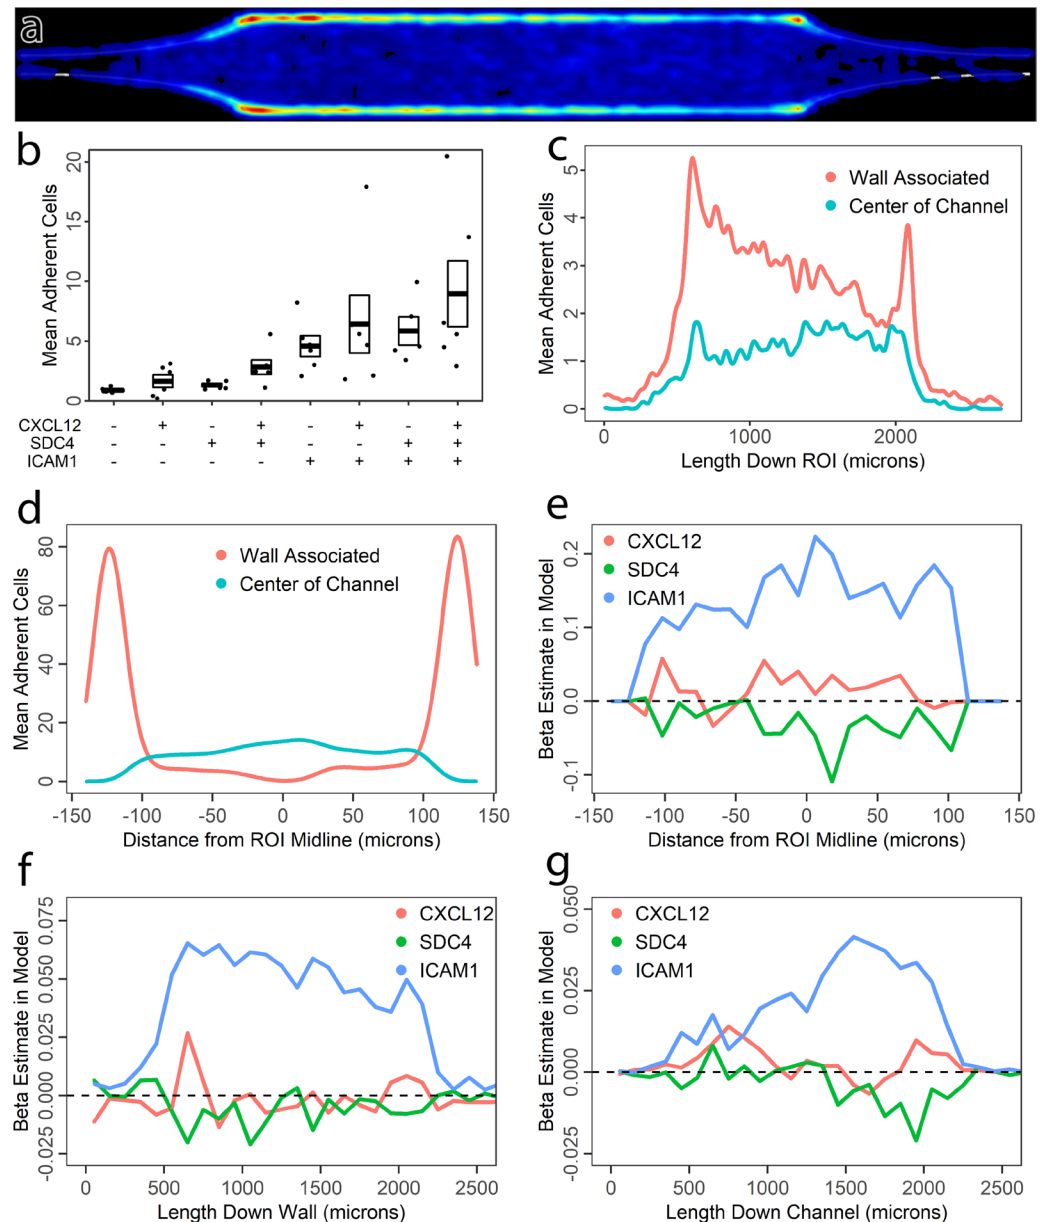 a
b
Mean Adherent Cells
0
5
10
15
20
CXCL12 - + - + - + - +
SDC4 - - + + - - + +
ICAM1 - - - - + + + +
c
Mean Adherent Cells
0
1
2
3
4
5
Wall Associated
Center of Channel
0 1000 2000
Length Down ROI (microns)
d
Mean Adherent Cells
0
20
40
60
80
Wall Associated
Center of Channel
-150 -100 -50 0 50 100 150
Distance from ROI Midline (microns)
e
Beta Estimate in Model
-0.1
0.0
0.1
0.2
CXCL12
SDC4
ICAM1
-150 -100 -50 0 50 100 150
Distance from ROI Midline (microns)
f
Beta Estimate in Model
-0.025
0.000
0.025
0.050
0.075
CXCL12
SDC4
ICAM1
0 500 1000 1500 2000 2500
Length Down Wall (microns)
g
Beta Estimate in Model
-0.025
0.000
0.025
0.050
CXCL12
SDC4
ICAM1
0 500 1000 1500 2000 2500
Length Down Channel (microns)